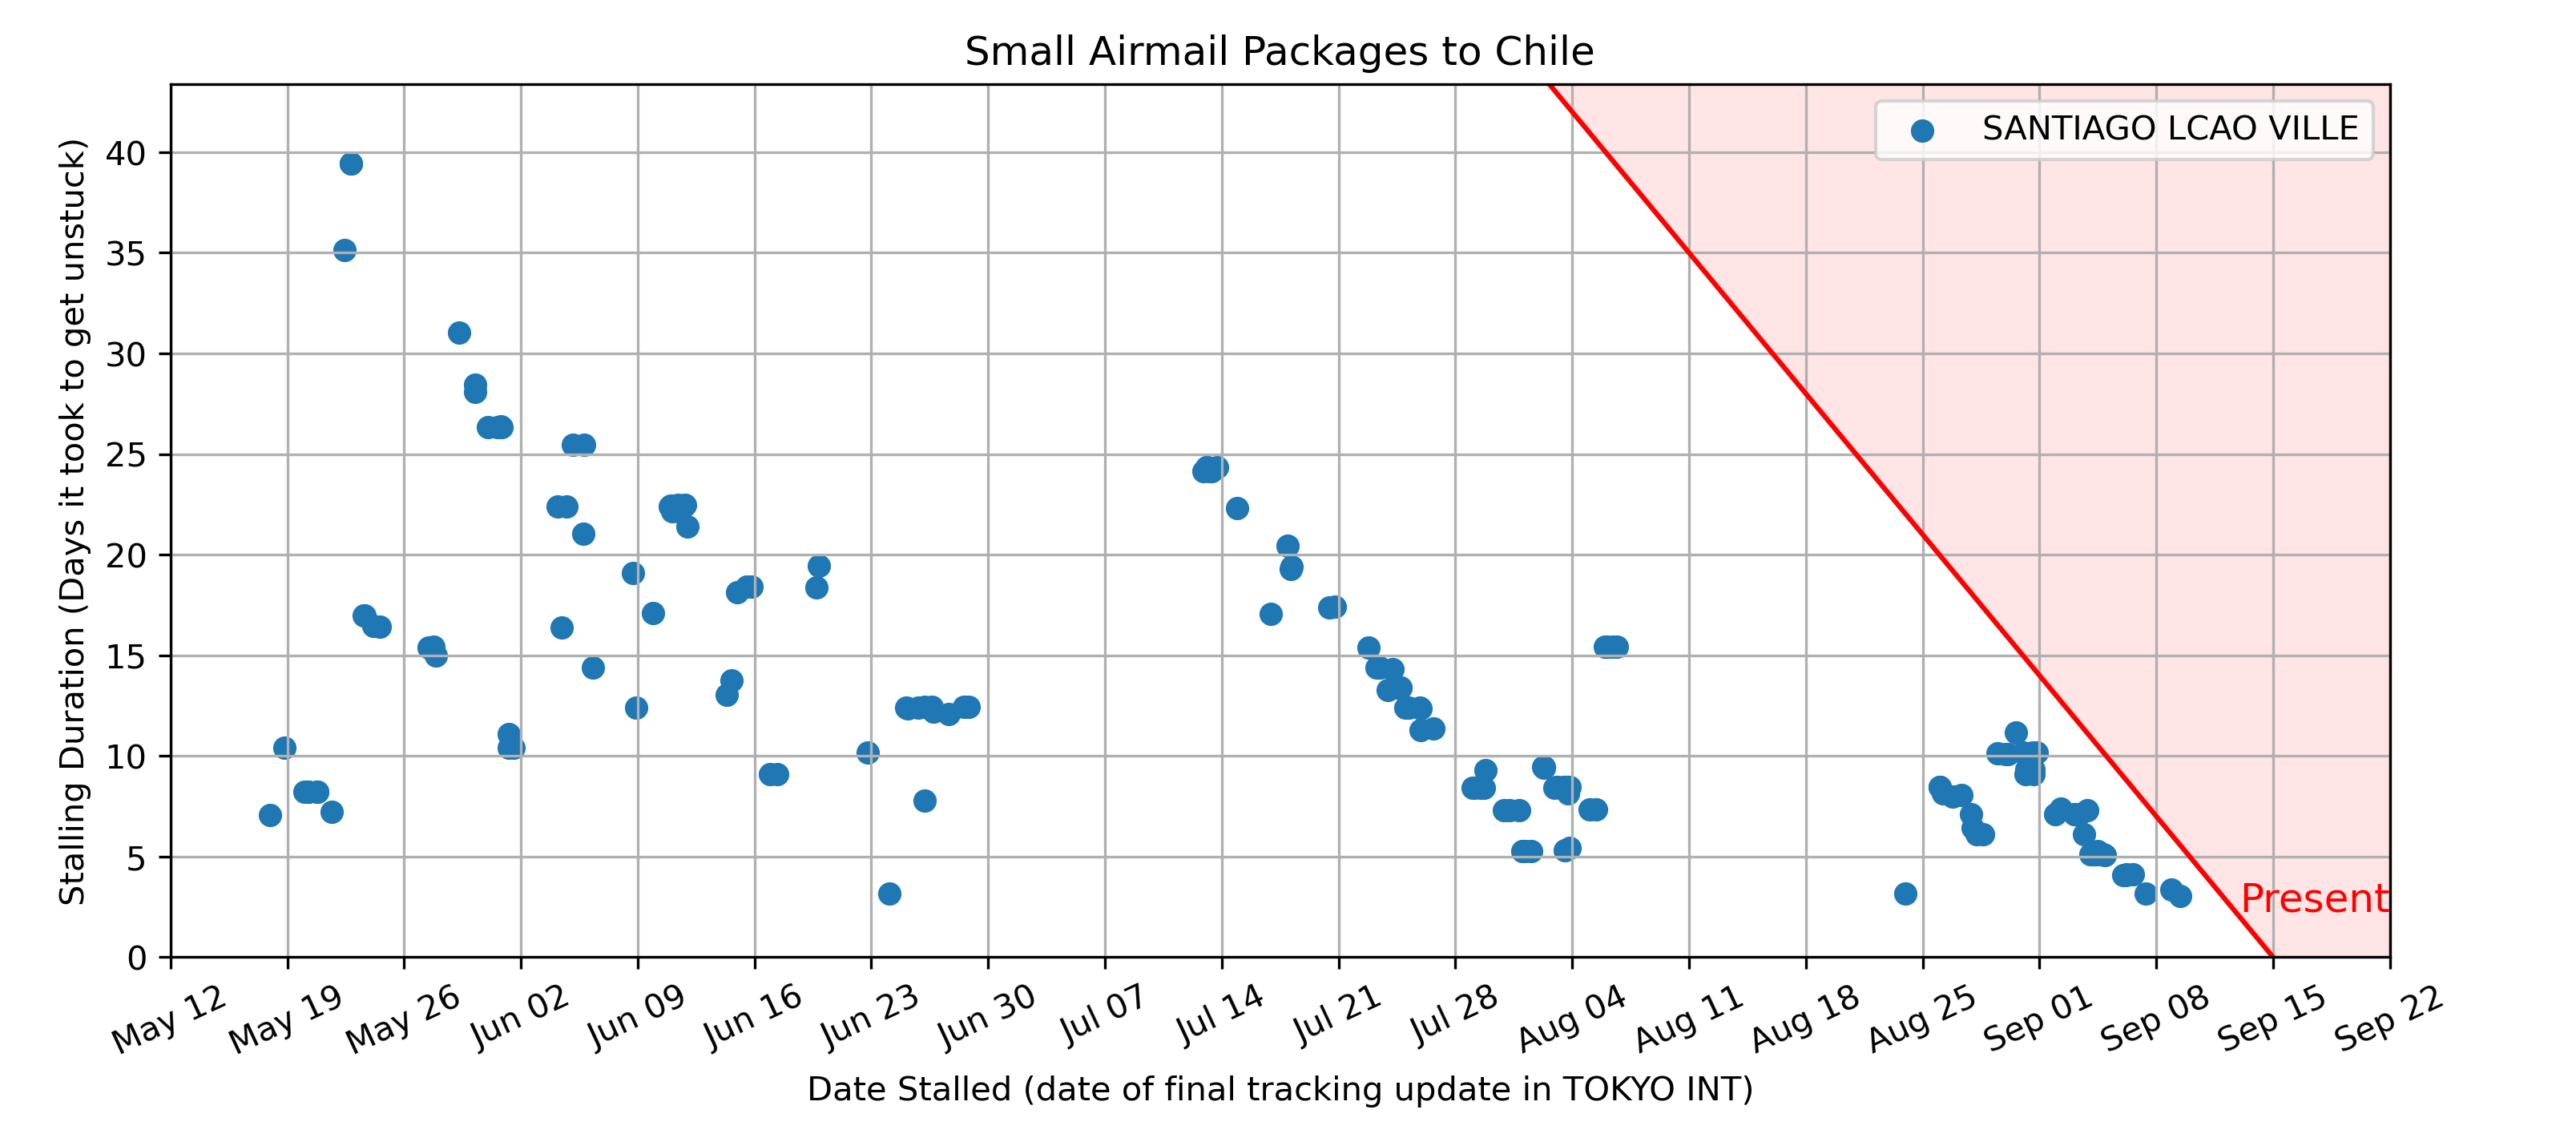 Small Airmail Packages to Chile
SANTIAGO LCAO VILLE
Stalling Duration (Days it took to get unstuck)
40
35
30
25
20
15
10
5
0
Present
May 12 May 19 May 26 Jun 02 Jun 09 Jun 16 Jun 23 Jun 30 Jul 07 Jul 14 Jul 21 Jul 28 Aug 04 Aug 11 Aug 18 Aug 25 Sep 01 Sep 08 Sep 15 Sep 22
Date Stalled (date of final tracking update in TOKYO INT)